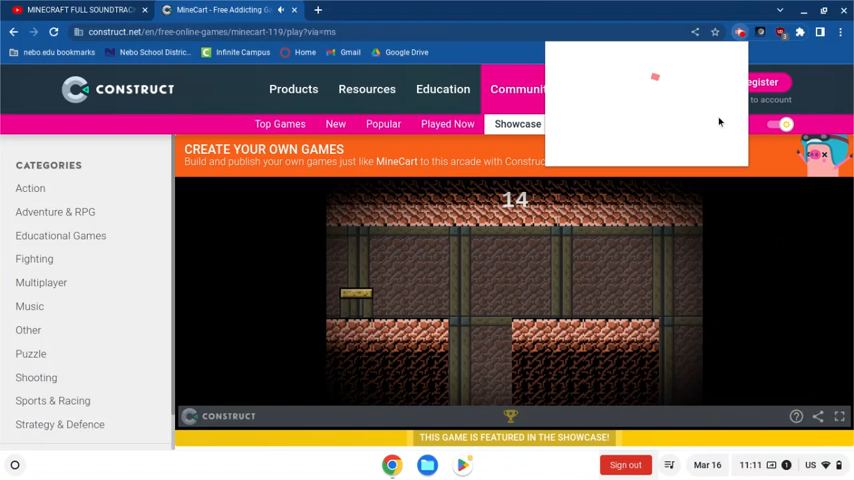 MINECRAFT FULL SOUNDTRAC
MineCart - Free Addicting Ga
construct.net/en/free-online-games/minecart-119/play?via=ms
nebo.edu bookmarks
Nebo School Distric...
Infinite Campus
Home
Gmail
Google Drive
CONSTRUCT
Products
Resources
Education
Communit
egister
to account
Top Games
New
Popular
Played Now
Showcase
CATEGORIES
Action
Adventure & RPG
Educational Games
Fighting
Multiplayer
Music
Other
Puzzle
Shooting
Sports & Racing
Strategy & Defence
CREATE YOUR OWN GAMES
Build and publish your own games just like MineCart to this arcade with Construc
14
CONSTRUCT
THIS GAME IS FEATURED IN THE SHOWCASE!
Sign out
Mar 16
11:11
1
US